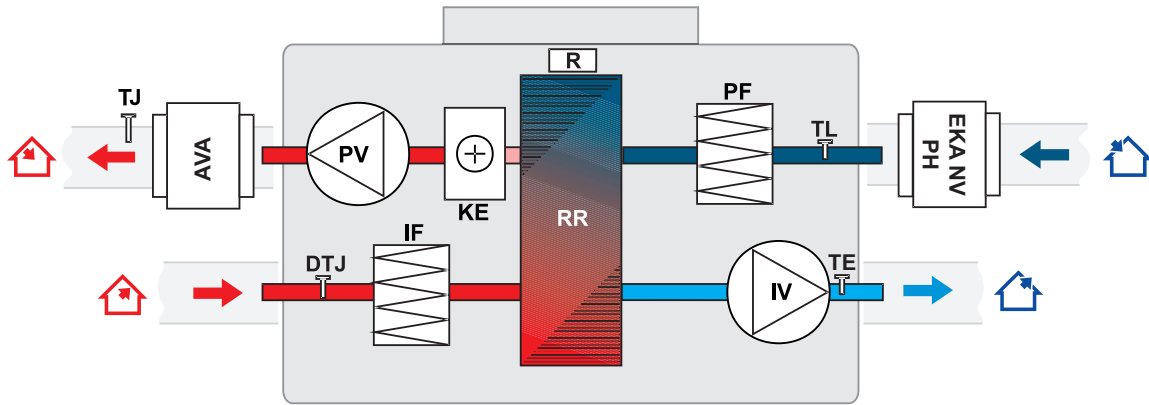 R
TJ
AVA
PV
KE
PF
TL
EKA NV
PH
RR
DTJ
IF
IV
TE